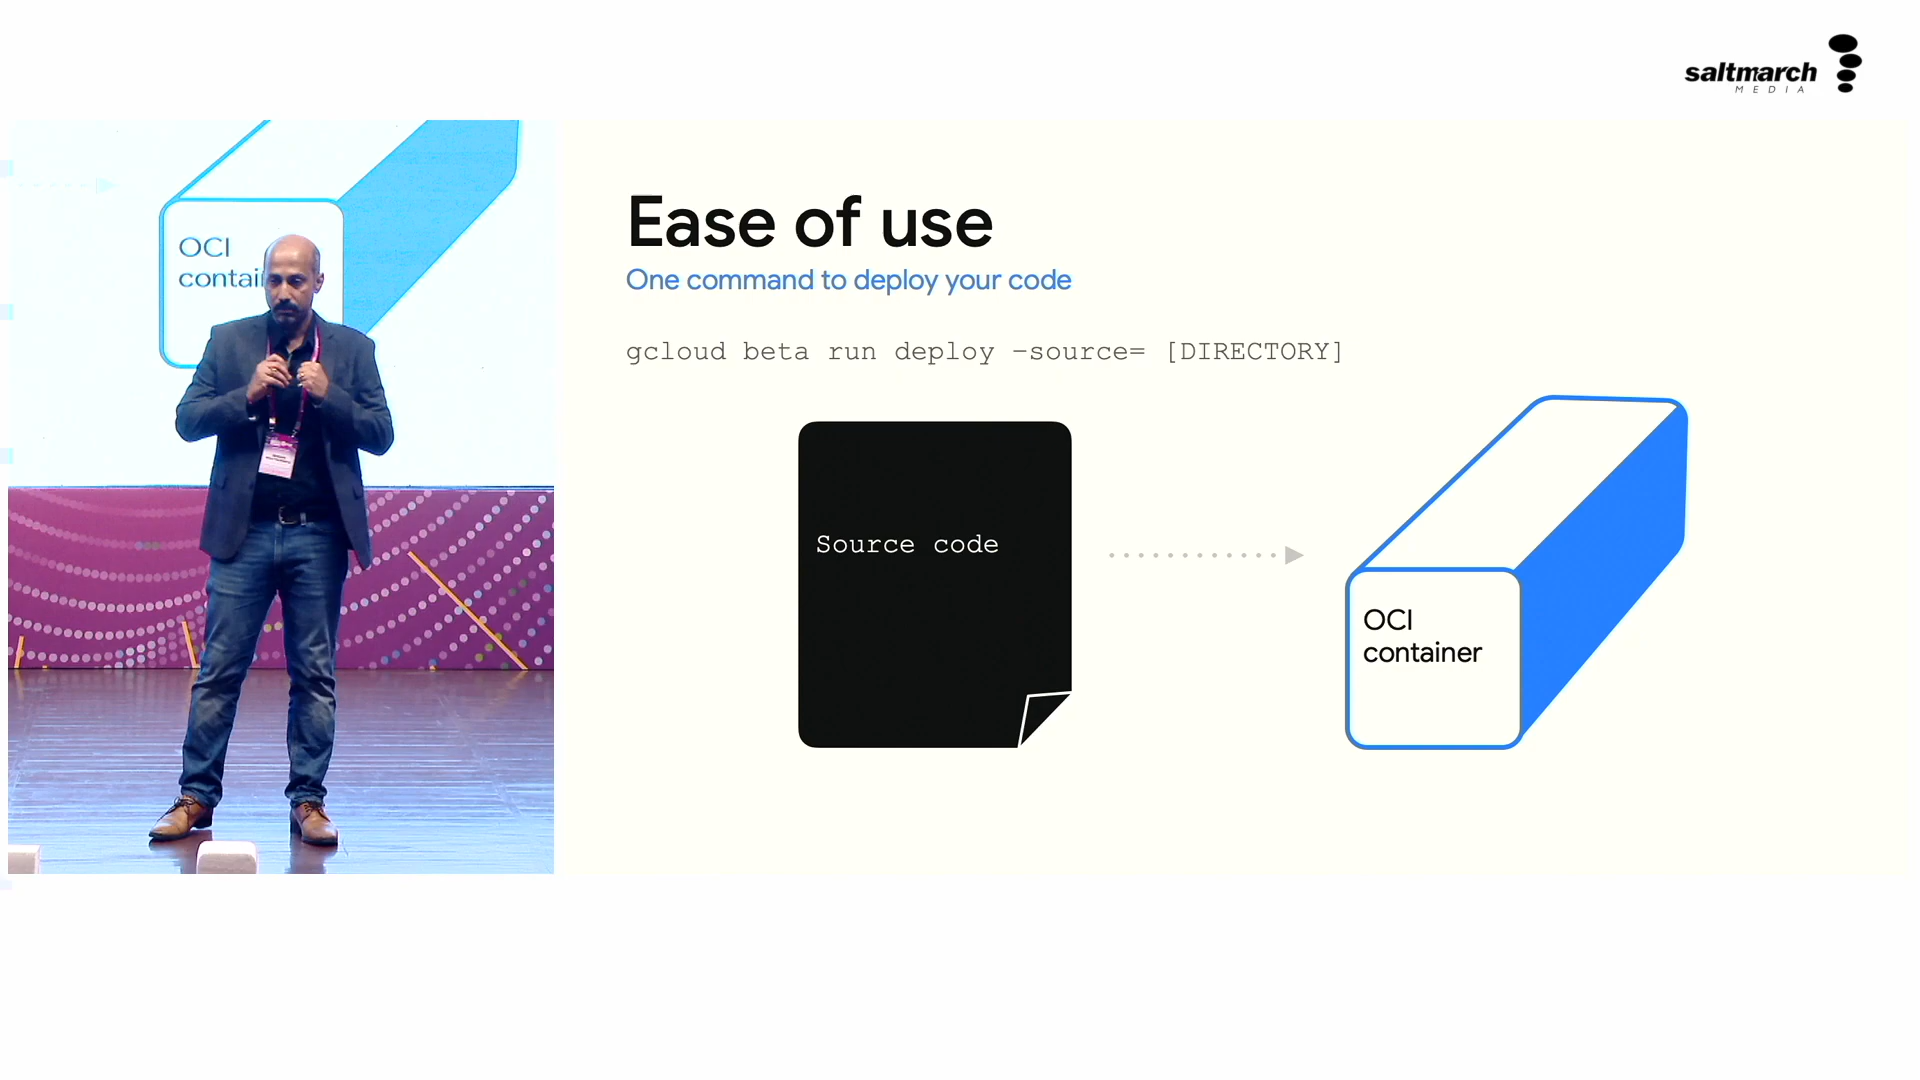 saltmarch
MEDIA
OCI
contai
Ease of use
One command to deploy your code
gcloud beta run deploy –source= [DIRECTORY]
Source code
OCI
container